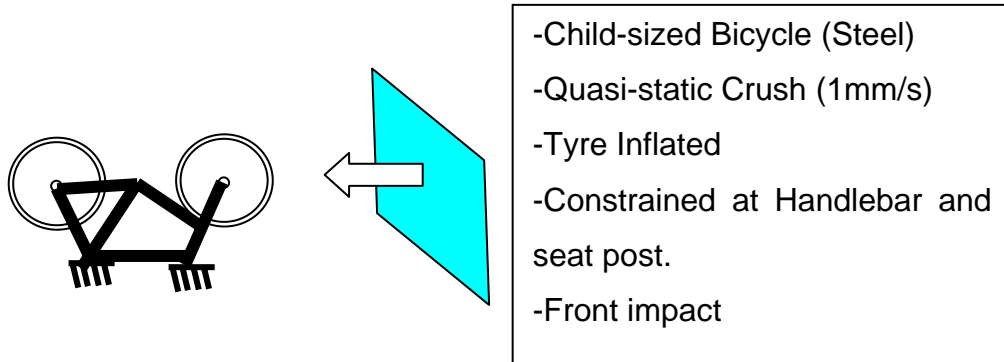 -Child-sized Bicycle (Steel)
-Quasi-static Crush (1mm/s)
-Tyre Inflated
-Constrained at Handlebar and
seat post.
-Front impact